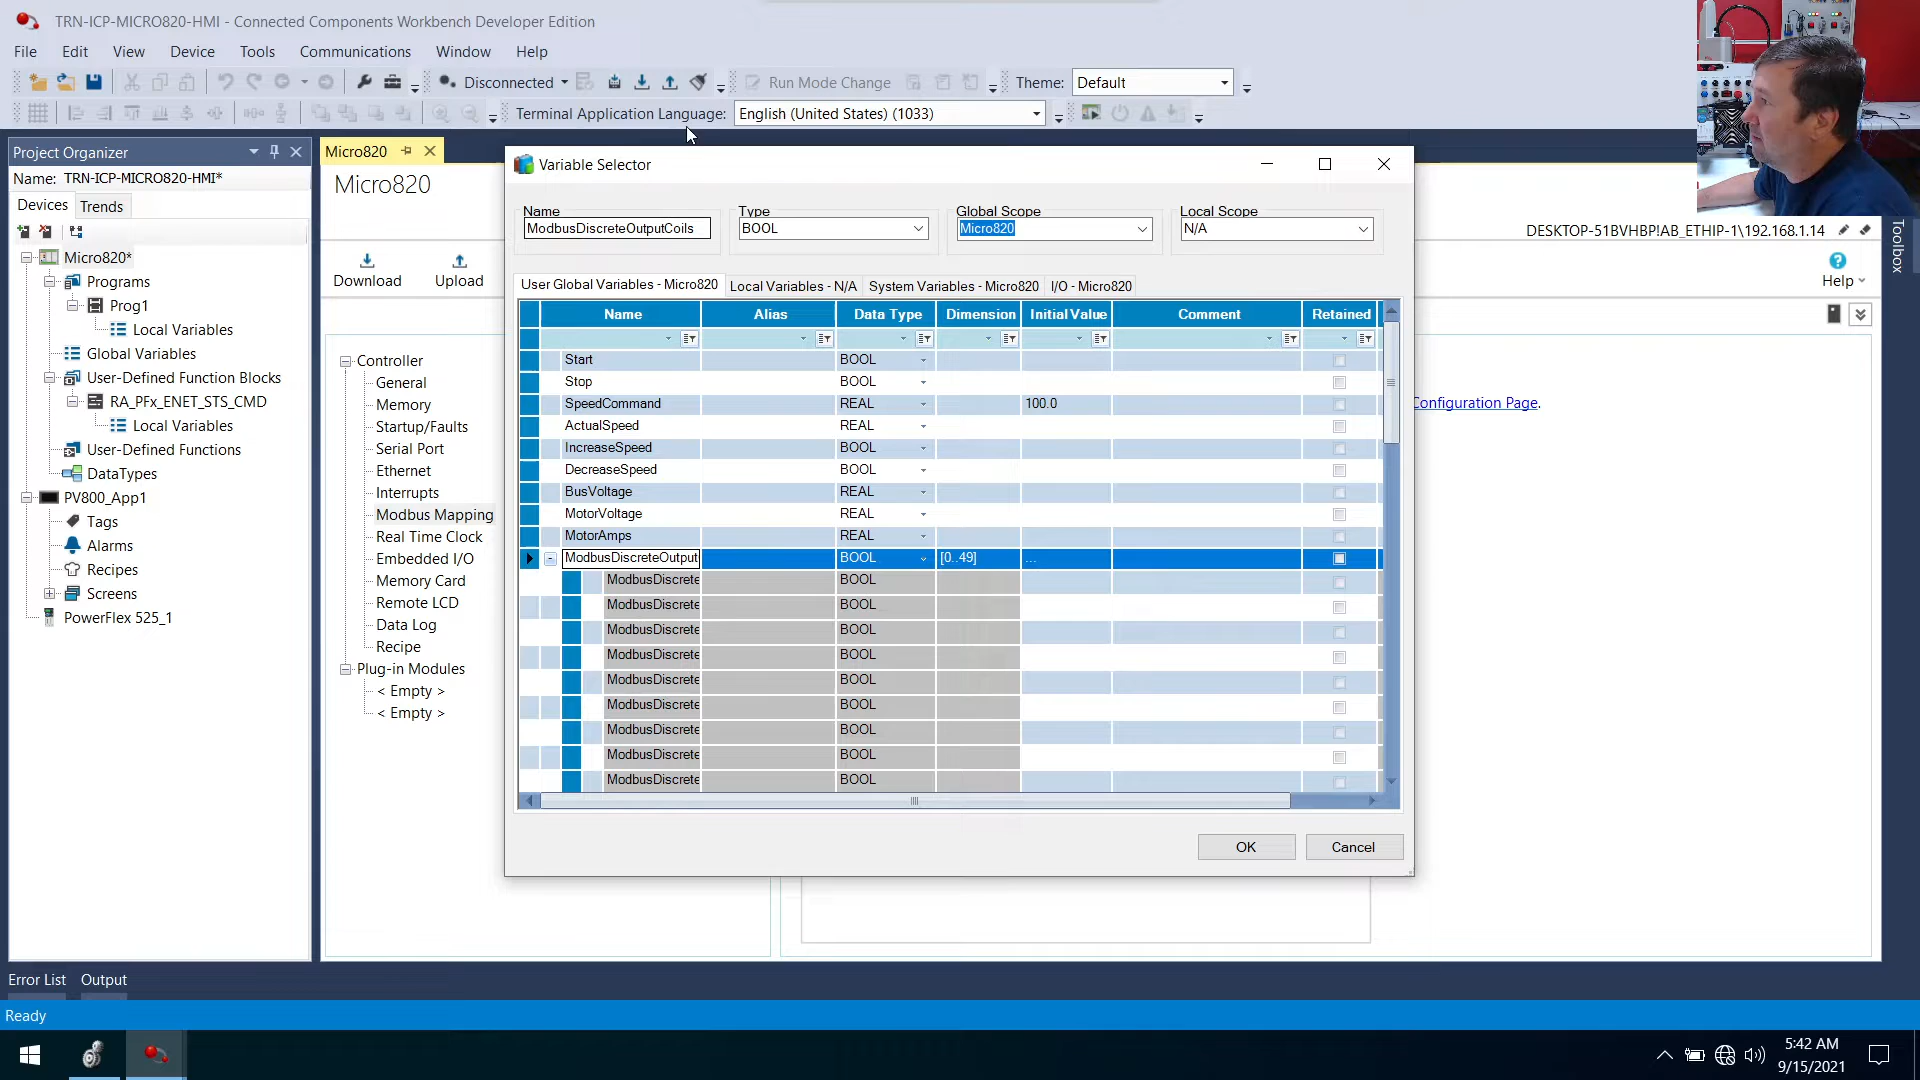 TRN-ICP-MICRO820-HMI - Connected Components Workbench Developer Edition
File Edit View Device Tools Communications Window Help
Disconnected Run Mode Change Theme: Default
Terminal Application Language: English (United States) (1033)
Project Organizer
Name: TRN-ICP-MICRO820-HMI*
Devices Trends
Micro820*
Programs
Prog1
Local Variables
Global Variables
User-Defined Function Blocks
RA_PFx_ENET_STS_CMD
Local Variables
User-Defined Functions
DataTypes
PV800_App1
Tags
Alarms
Recipes
Screens
PowerFlex 525_1
Micro820
Micro820
Download Upload
Controller
General
Memory
Startup/Faults
Serial Port
Ethernet
Interrupts
Modbus Mapping
Real Time Clock
Embedded I/O
Memory Card
Remote LCD
Data Log
Recipe
Plug-in Modules
< Empty >
< Empty >
Variable Selector
Name Type Global Scope Local Scope
ModbusDiscreteOutputCoils BOOL Micro820 N/A
User Global Variables - Micro820 Local Variables - N/A System Variables - Micro820 I/O - Micro820
Name Alias Data Type Dimension Initial Value Comment Retained
Start BOOL
Stop BOOL
SpeedCommand REAL 100.0
ActualSpeed REAL
IncreaseSpeed BOOL
DecreaseSpeed BOOL
BusVoltage REAL
MotorVoltage REAL
MotorAmps REAL
ModbusDiscreteOutput BOOL [0..49] ...
ModbusDiscrete BOOL
ModbusDiscrete BOOL
ModbusDiscrete BOOL
ModbusDiscrete BOOL
ModbusDiscrete BOOL
ModbusDiscrete BOOL
ModbusDiscrete BOOL
ModbusDiscrete BOOL
ModbusDiscrete BOOL
OK Cancel
DESKTOP-51BVHBP!AB_ETHIP-1\192.168.1.14
Help
Configuration Page.
Toolbox
Error List Output
Ready
5:42 AM
9/15/2021